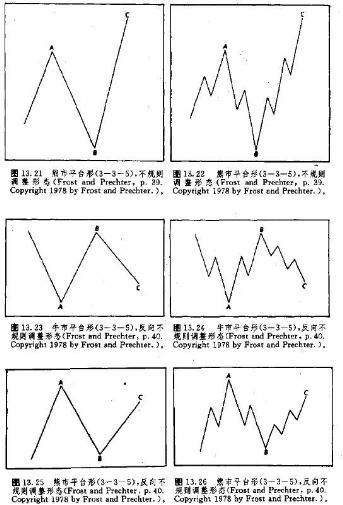 C
A
B
图 13.21 熊市平台形(3—3—5),不规则
调整形态(Frost and Prechter, p. 39.
Copyright 1978 by Frost and Prechter.)。
C
A
B
图 13.22 熊市平台形(3—3—5),不规则
调整形态(Frost and Prechter, p. 39.
Copyright 1978 by Frost and Prechter.)。
B
C
A
图 13.23 牛市平台形(3—3—5),反向不
规则调整形态(Frost and Prechter, p. 40.
Copyright 1978 by Frost and Prechter.)。
B
C
A
图 13.24 牛市平台形(3—3—5),反向不
规则调整形态(Frost and Prechter, p. 40.
Copyright 1978 by Frost and Prechter.)。
A
C
B
图 13.25 熊市平台形(3—3—5),反向不
规则调整形态(Frost and Prechter, p. 40.
Copyright 1978 by Frost and Prechter.)。
A
C
B
图 13.26 熊市平台形(3—3—5),反向不
规则调整形态(Frost and Prechter, p. 40.
Copyright 1978 by Frost and Prechter.)。